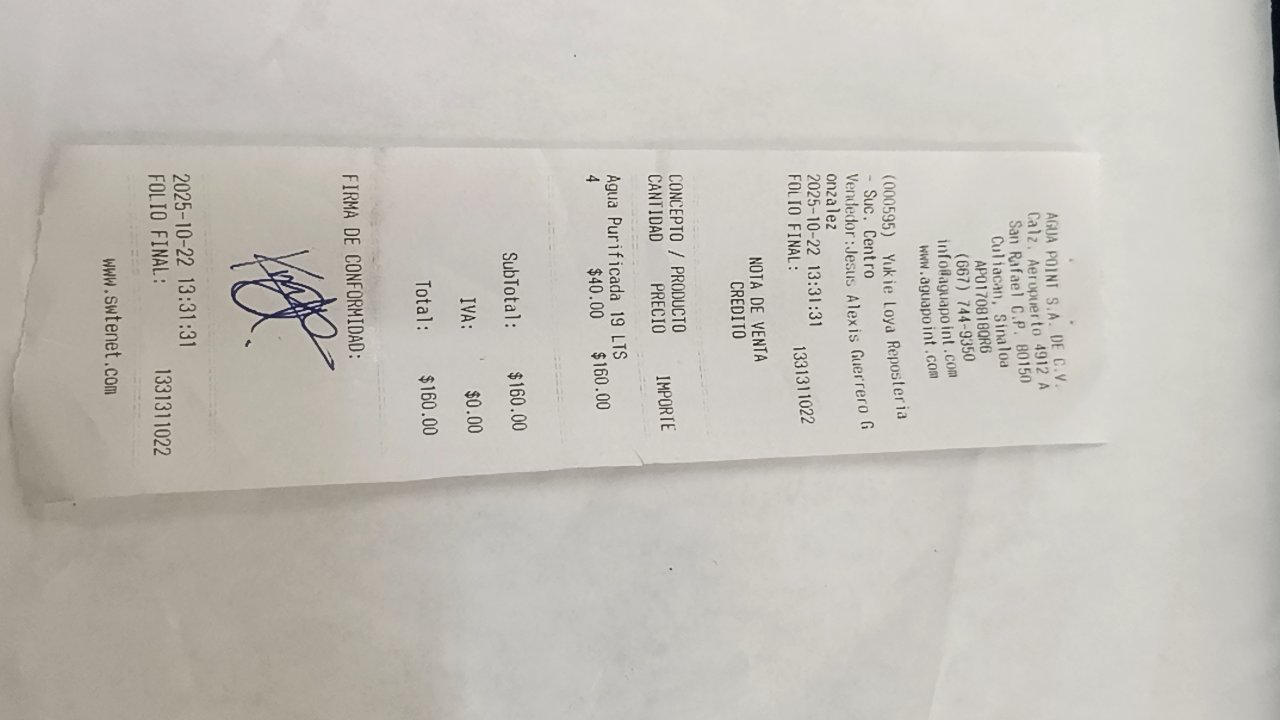 AGUA POINT S.A. DE C.V.
Calz. Aeropuerto 4912 A
San Rafael C.P. 80150
Culiacan, Sinaloa
APO170818QR6
(667) 744-9350
info@aguapoint.com
www.aguapoint.com
(000595) Yukie Loya Reposteria
- Suc. Centro
Vendedor:Jesus Alexis Guerrero G
onzalez
2025-10-22 13:31:31
FOLIO FINAL: 1331311022
NOTA DE VENTA
CREDITO
CONCEPTO / PRODUCTO
CANTIDAD PRECIO IMPORTE
Agua Purificada 19 LTS
4 $40.00 $160.00
SubTotal: $160.00
IVA: $0.00
Total: $160.00
FIRMA DE CONFORMIDAD:
2025-10-22 13:31:31
FOLIO FINAL: 1331311022
www.swtenet.com